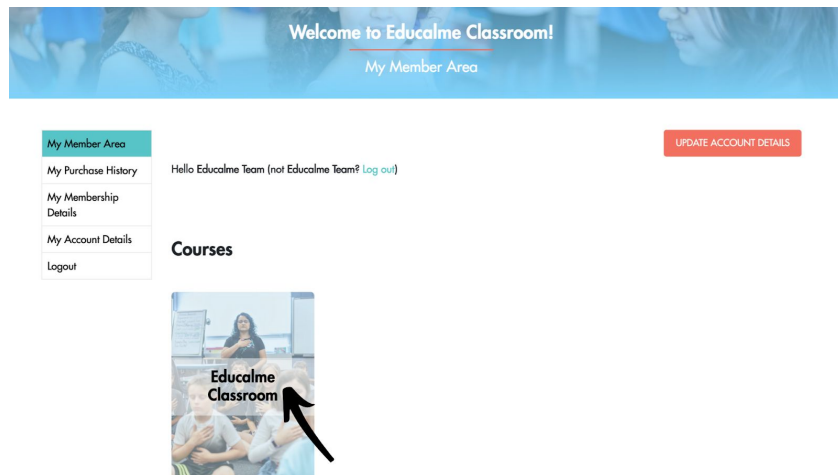 Welcome to Educalme Classroom!
My Member Area
My Member Area
My Purchase History
My Membership
Details
My Account Details
Logout
UPDATE ACCOUNT DETAILS
Hello Educalme Team (not Educalme Team? Log out)
Courses
Educalme
Classroom